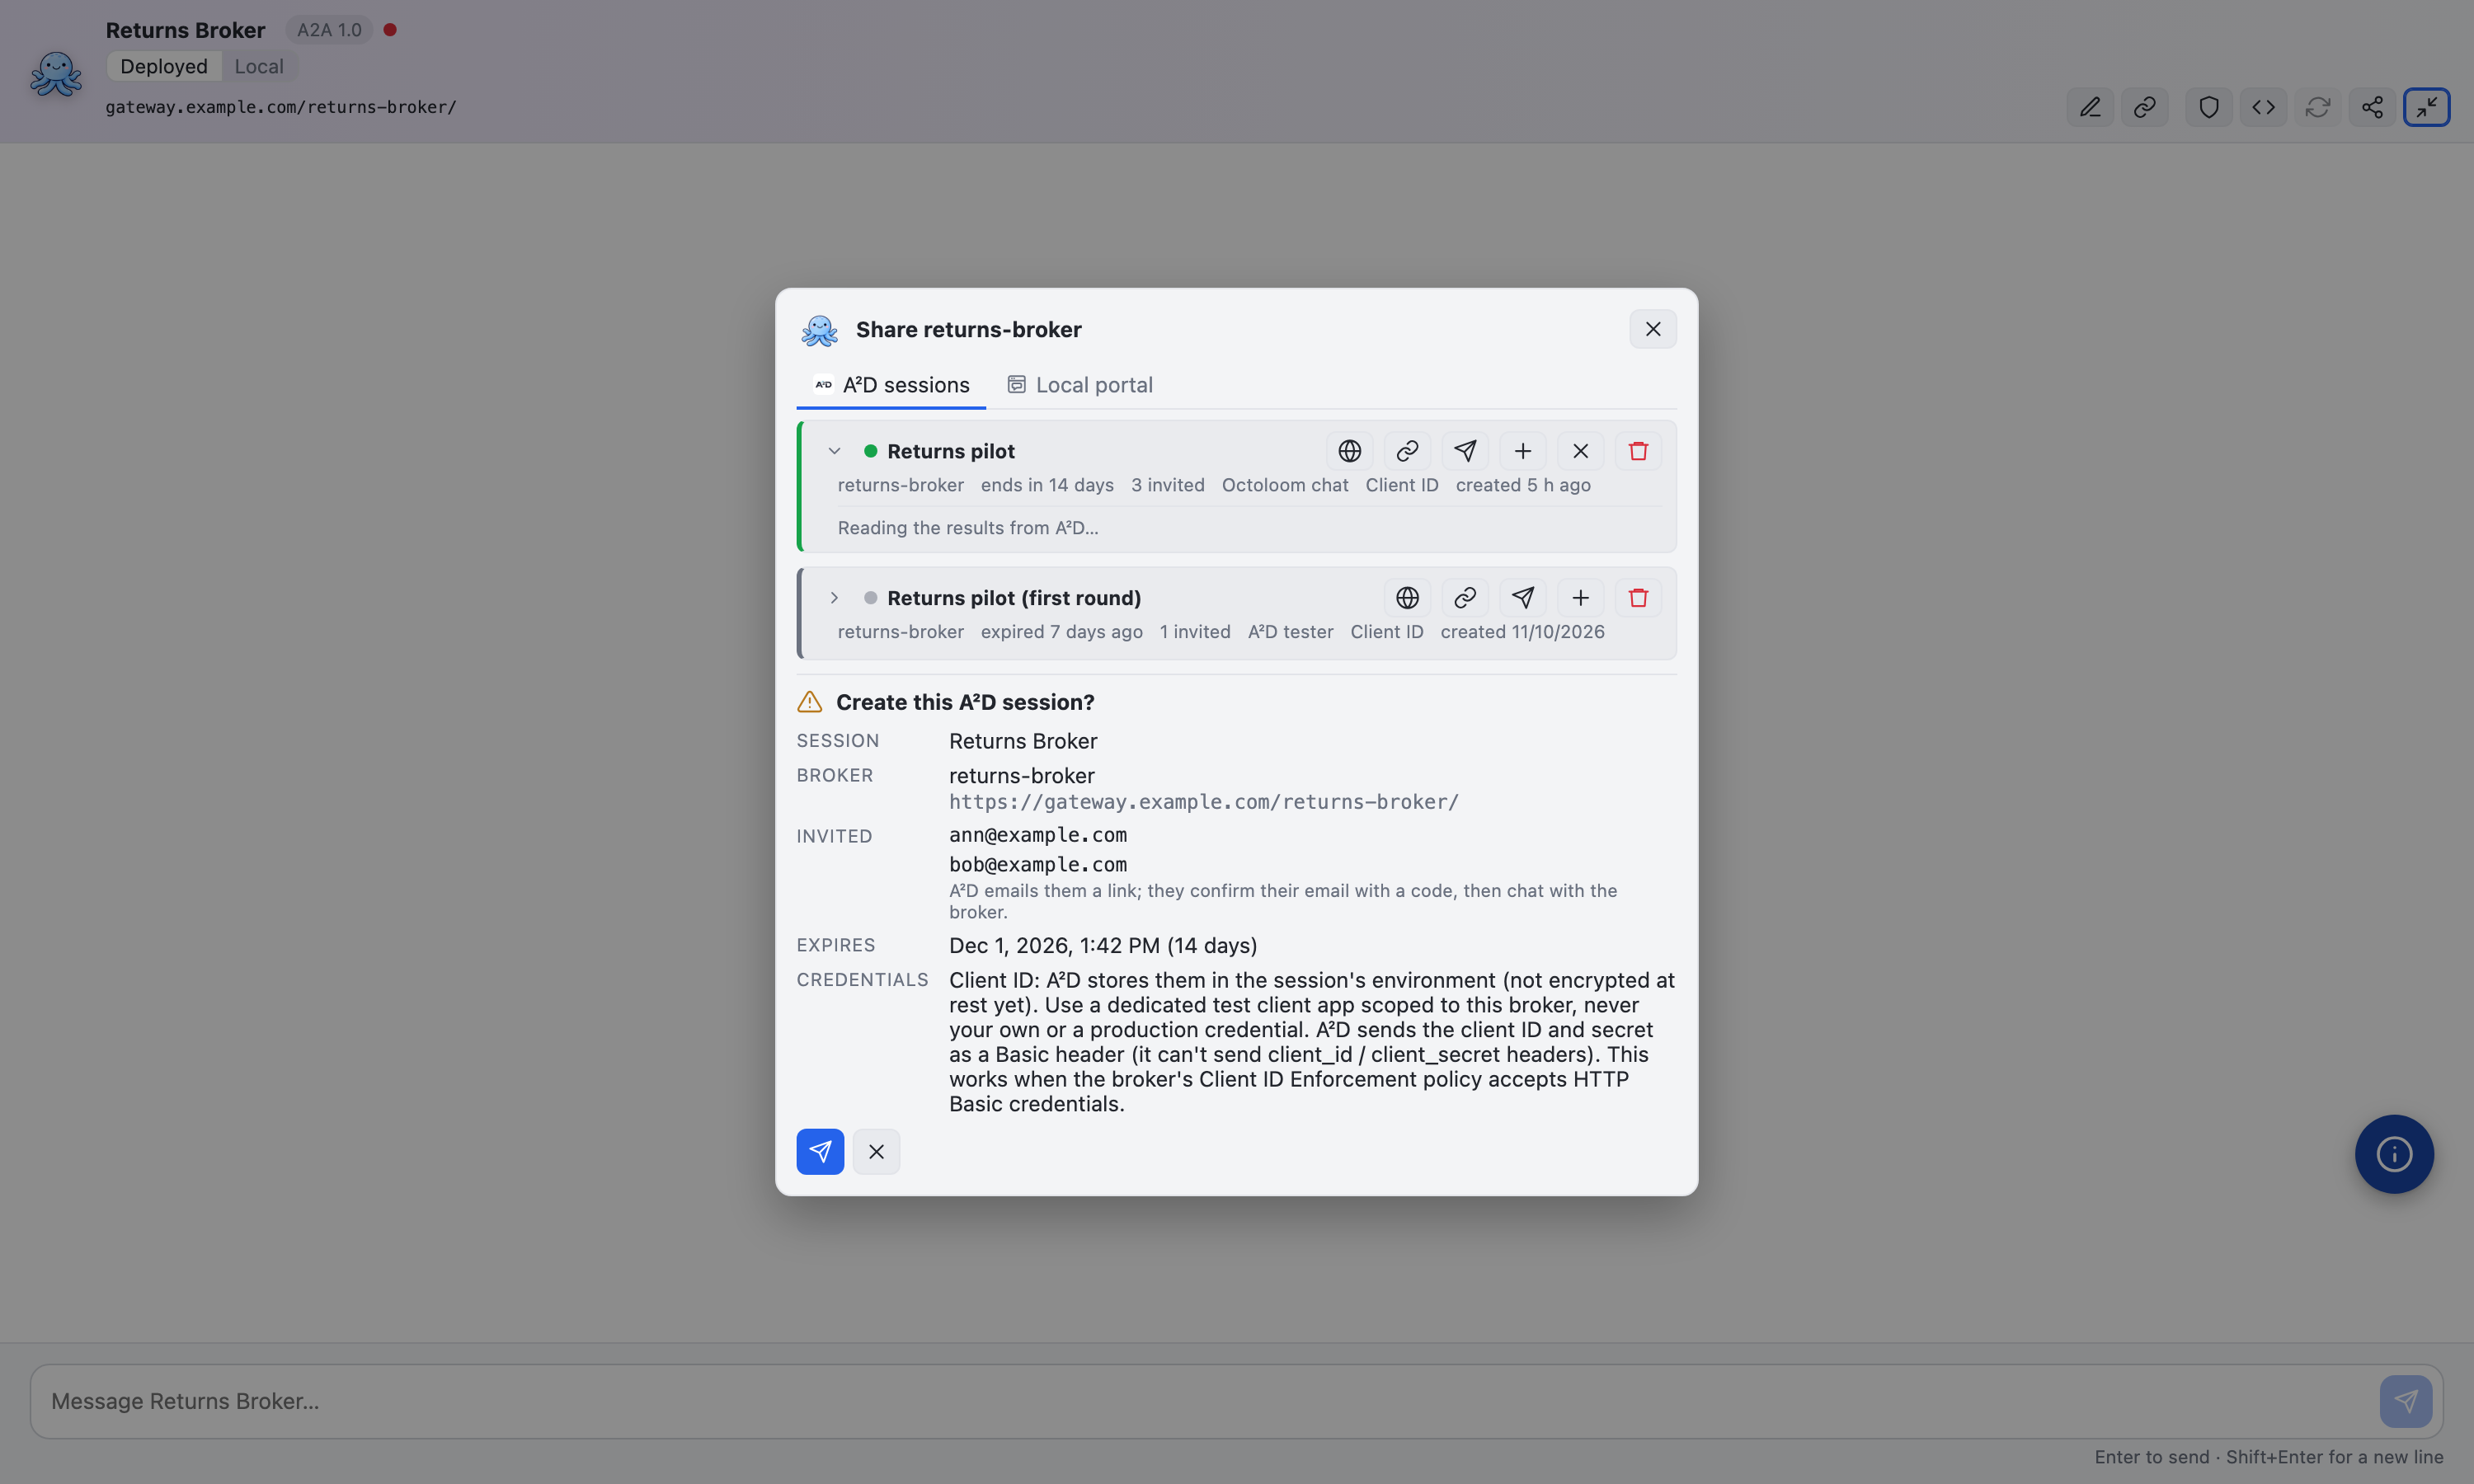 Returns Broker A2A 1.0
Deployed Local
gateway.example.com/returns-broker/
Share returns-broker
A²D A²D sessions Local portal
Returns pilot
returns-broker ends in 14 days 3 invited Octoloom chat Client ID created 5 h ago
Reading the results from A²D...
Returns pilot (first round)
returns-broker expired 7 days ago 1 invited A²D tester Client ID created 11/10/2026
Create this A²D session?
SESSION Returns Broker
BROKER returns-broker
https://gateway.example.com/returns-broker/
INVITED ann@example.com
bob@example.com
A²D emails them a link; they confirm their email with a code, then chat with the
broker.
EXPIRES Dec 1, 2026, 1:42 PM (14 days)
CREDENTIALS Client ID: A²D stores them in the session's environment (not encrypted at
rest yet). Use a dedicated test client app scoped to this broker, never
your own or a production credential. A²D sends the client ID and secret
as a Basic header (it can't send client_id / client_secret headers). This
works when the broker's Client ID Enforcement policy accepts HTTP
Basic credentials.
Message Returns Broker...
Enter to send · Shift+Enter for a new line